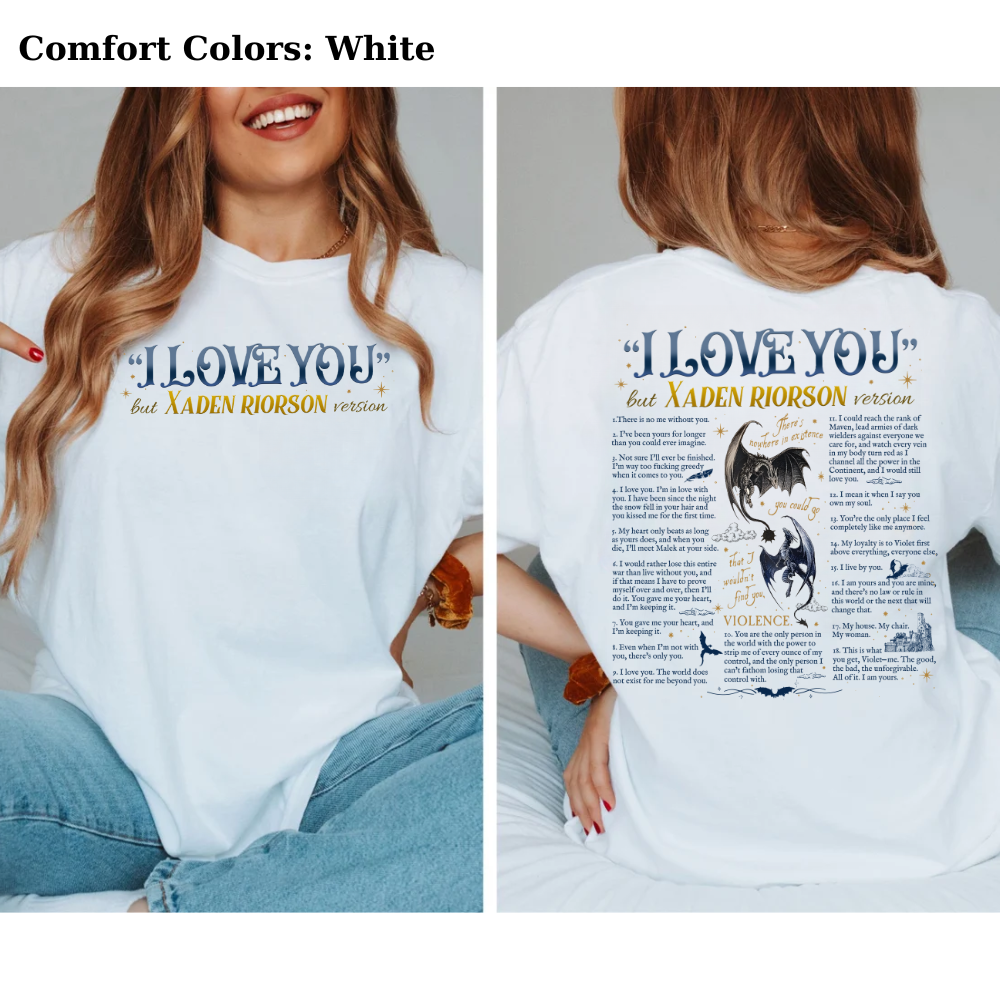 Comfort Colors: White
“I LOVE YOU”
but XADEN RIORSON version
“I LOVE YOU”
but XADEN RIORSON version
1.There is no me without you.
2. I've been yours for longer
than you could ever imagine.
3. Not sure I'll ever be finished.
I'm way too fucking greedy
when it comes to you.
4. I love you. I'm in love with
you. I have been since the night
the snow fell in your hair and
you kissed me for the first time.
5. My heart only beats as long
as yours does, and when you
die, I'll meet Malek at your side.
6. I would rather lose this entire
war than live without you, and
if that means I have to prove
myself over and over, then I'll
do it. You gave me your heart,
and I'm keeping it.
7. You gave me your heart, and
I'm keeping it.
8. Even when I'm not with
you, there's only you.
9. I love you. The world does
not exist for me beyond you.
There's
nowhere in existence
you could go
that I
wouldn't
find you,
VIOLENCE.
10. You are the only person in
the world with the power to
strip me of every ounce of my
control, and the only person I
can't fathom losing that
control with.
11. I could reach the rank of
Maven, lead armies of dark
wielders against everyone we
care for, and watch every vein
in my body turn red as I
channel all the power in the
Continent, and I would still
love you.
12. I mean it when I say you
own my soul.
13. You're the only place I feel
completely like me anymore.
14. My loyalty is to Violet first
above everything, everyone else,
15. I live by you.
16. I am yours and you are mine,
and there's no law or rule in
this world or the next that will
change that.
17. My house. My chair.
My woman.
18. This is what
you get, Violet—me. The good,
the bad, the unforgivable.
All of it. I am yours.